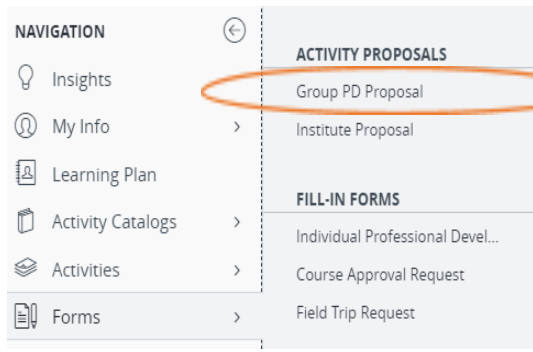 NAVIGATION
Insights
My Info
Learning Plan
Activity Catalogs
Activities
Forms
ACTIVITY PROPOSALS
Group PD Proposal
Institute Proposal
FILL-IN FORMS
Individual Professional Devel...
Course Approval Request
Field Trip Request